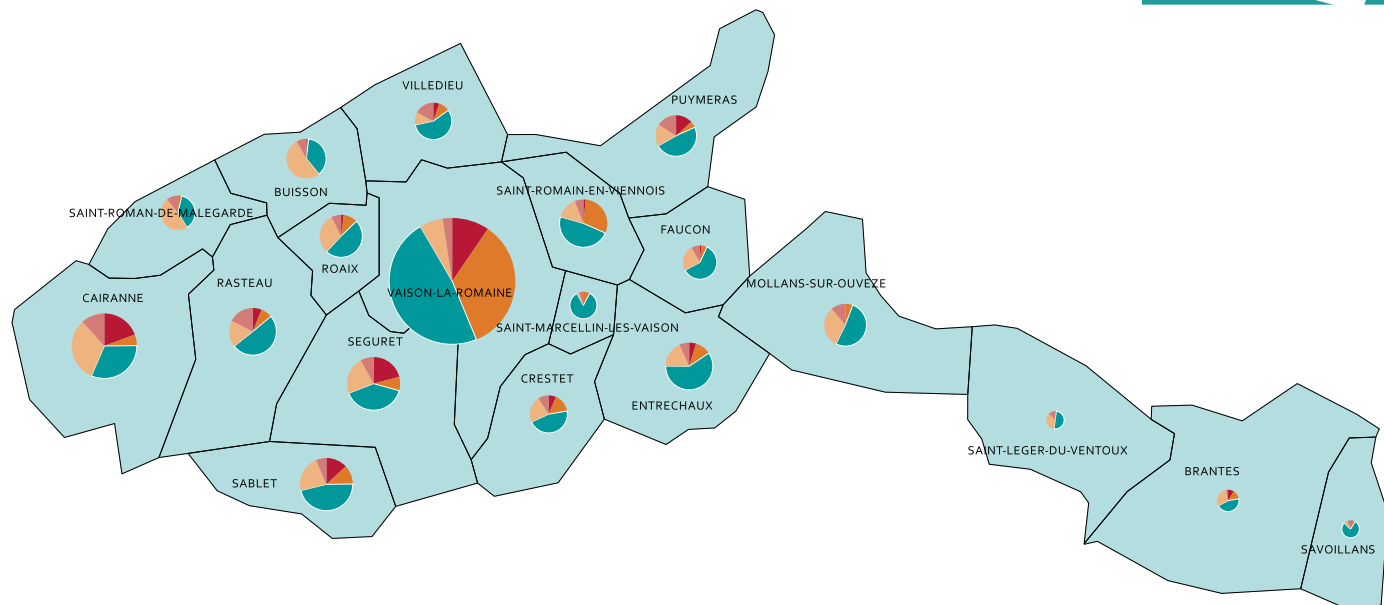 VILLEDIEU
PUYMERAS
BUISSON
SAINT-ROMAIN-EN-VIENNOIS
SAINT-ROMAN-DE-MALEGARDE
FAUCON
ROAIX
RASTEAU
MOLLANS-SUR-OUVEZE
VAISON-LA-ROMAINE
CAIRANNE
SAINT-MARCELLIN-LES-VAISON
SEGURET
CRESTET
ENTRECHAUX
SAINT-LEGER-DU-VENTOUX
BRANTES
SABLET
SAVOILLANS